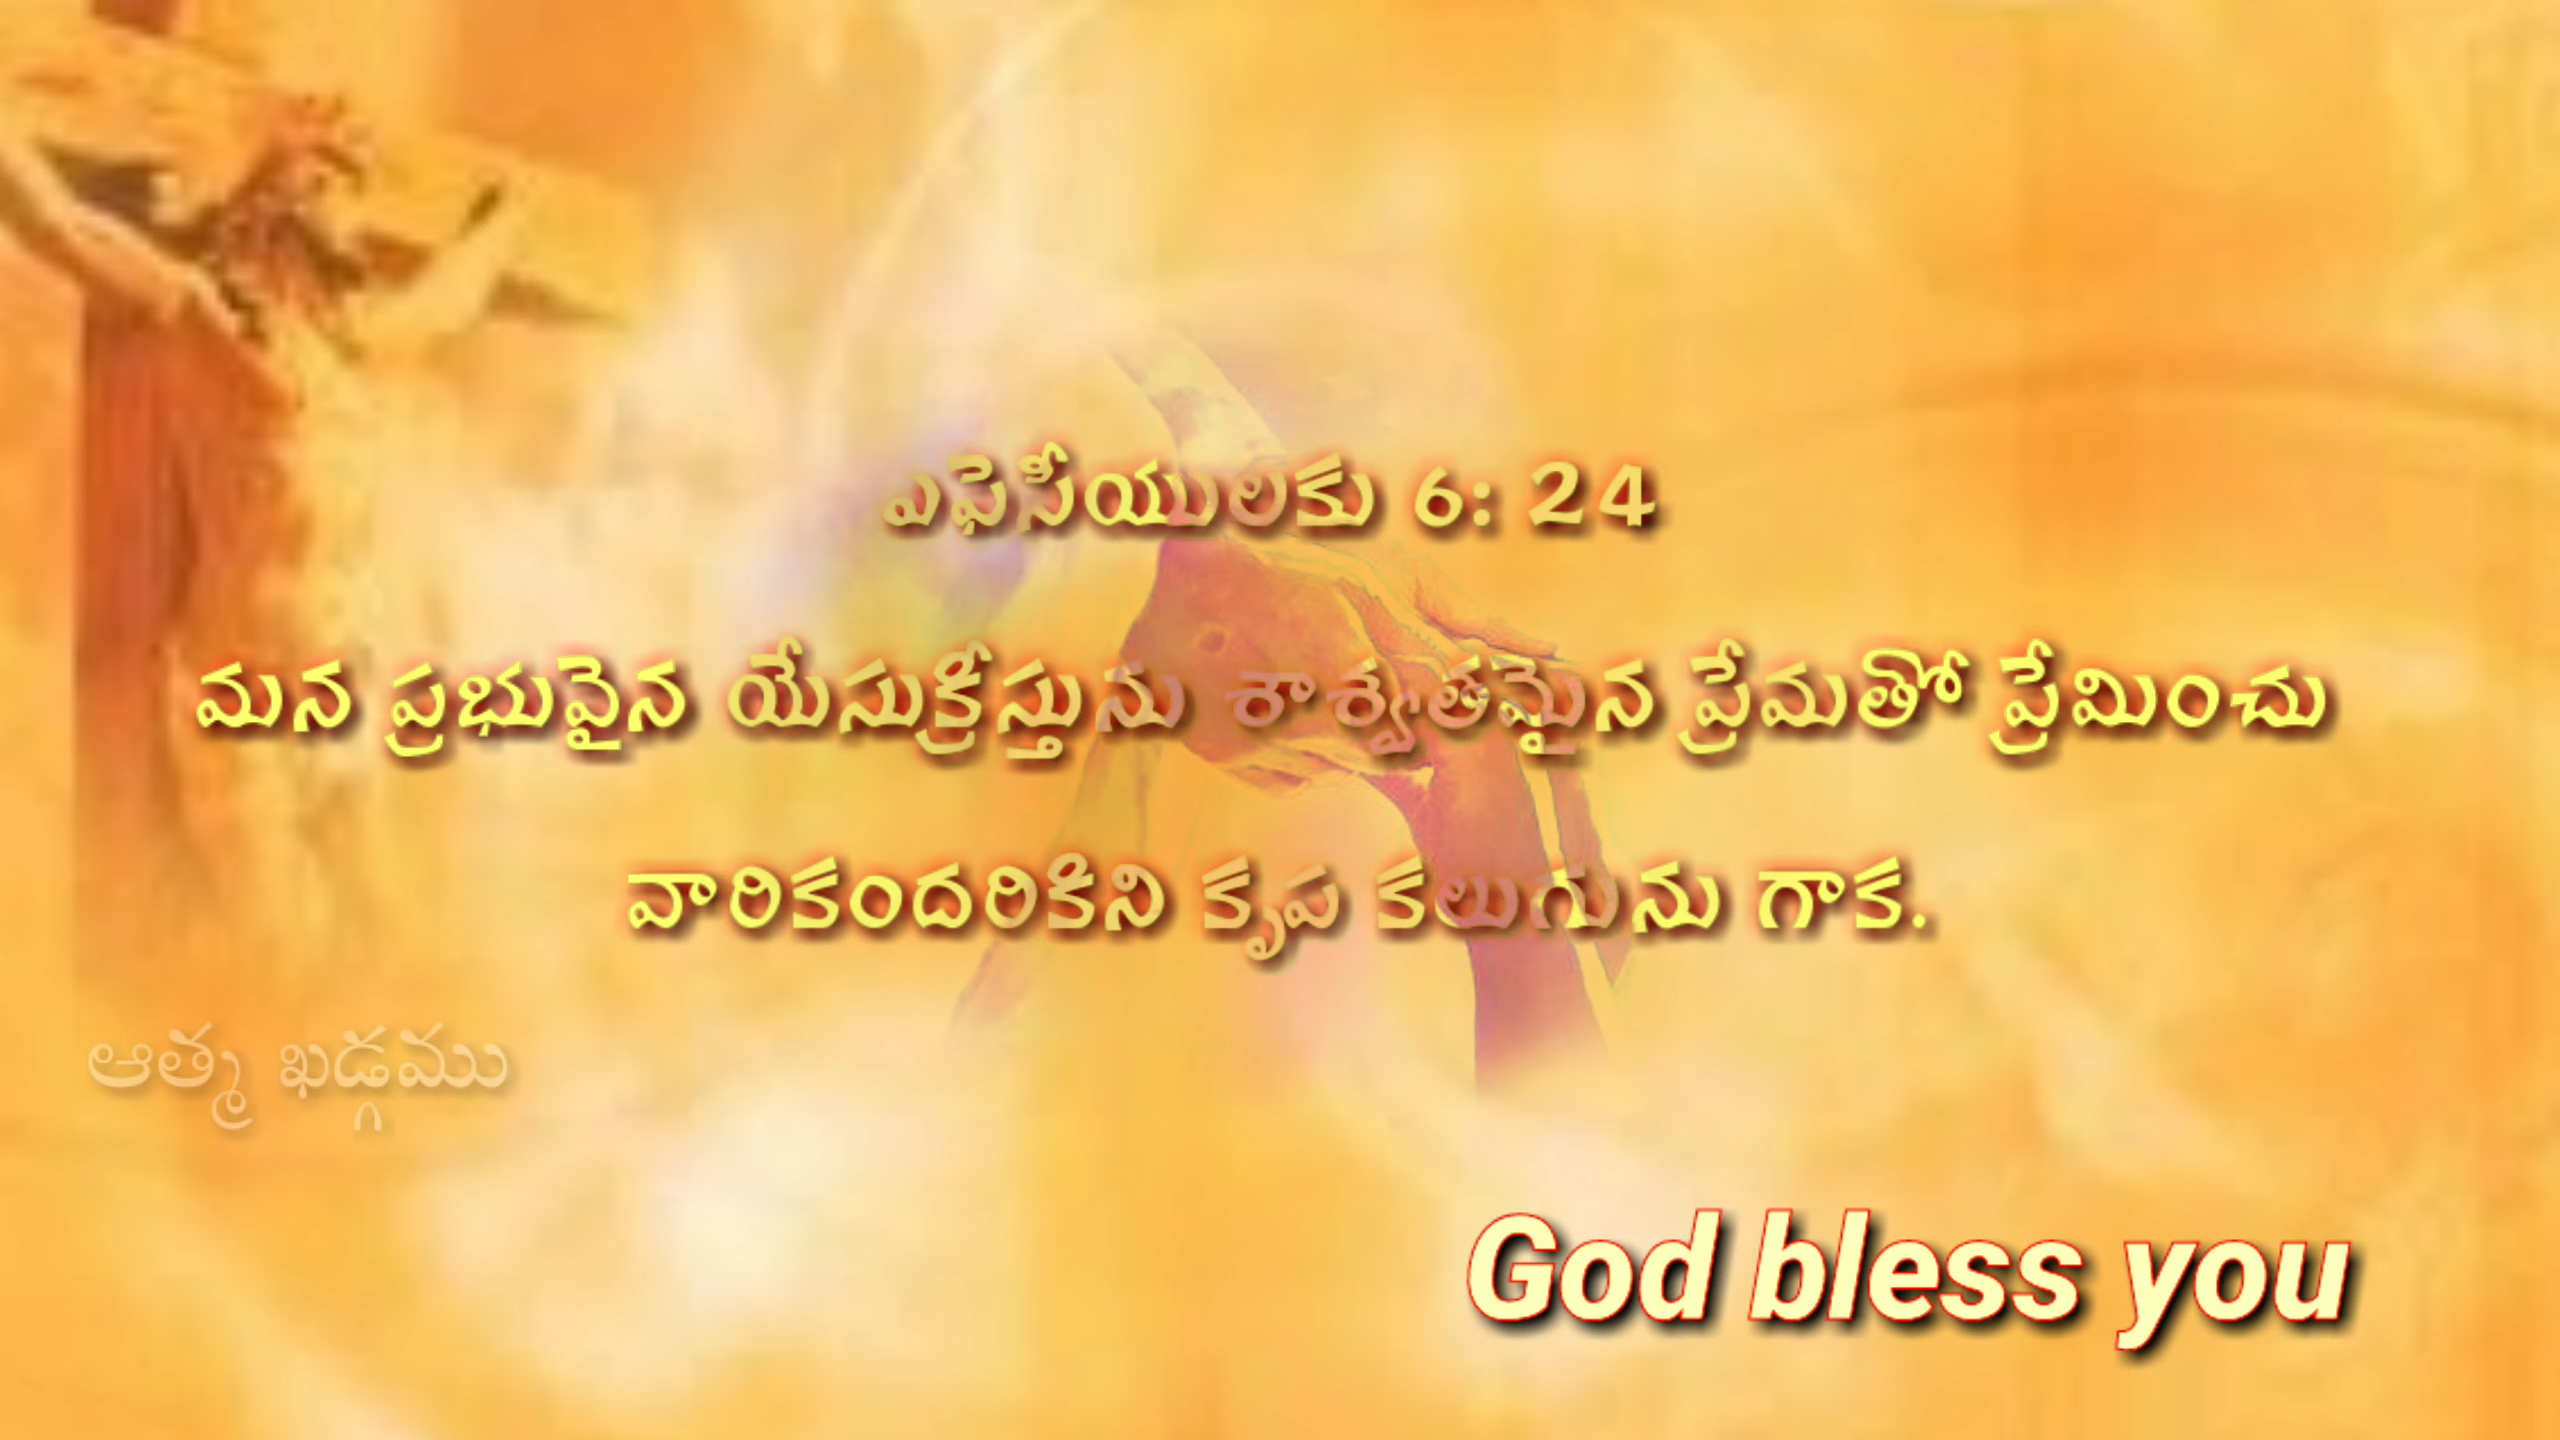 ఎఫెసీయులకు 6: 24
మన ప్రభువైన యేసుక్రీస్తును శాశ్వతమైన ప్రేమతో ప్రేమించు
వారికందరికిని కృప కలుగును గాక.
ఆత్మ ఖడ్గము
God bless you